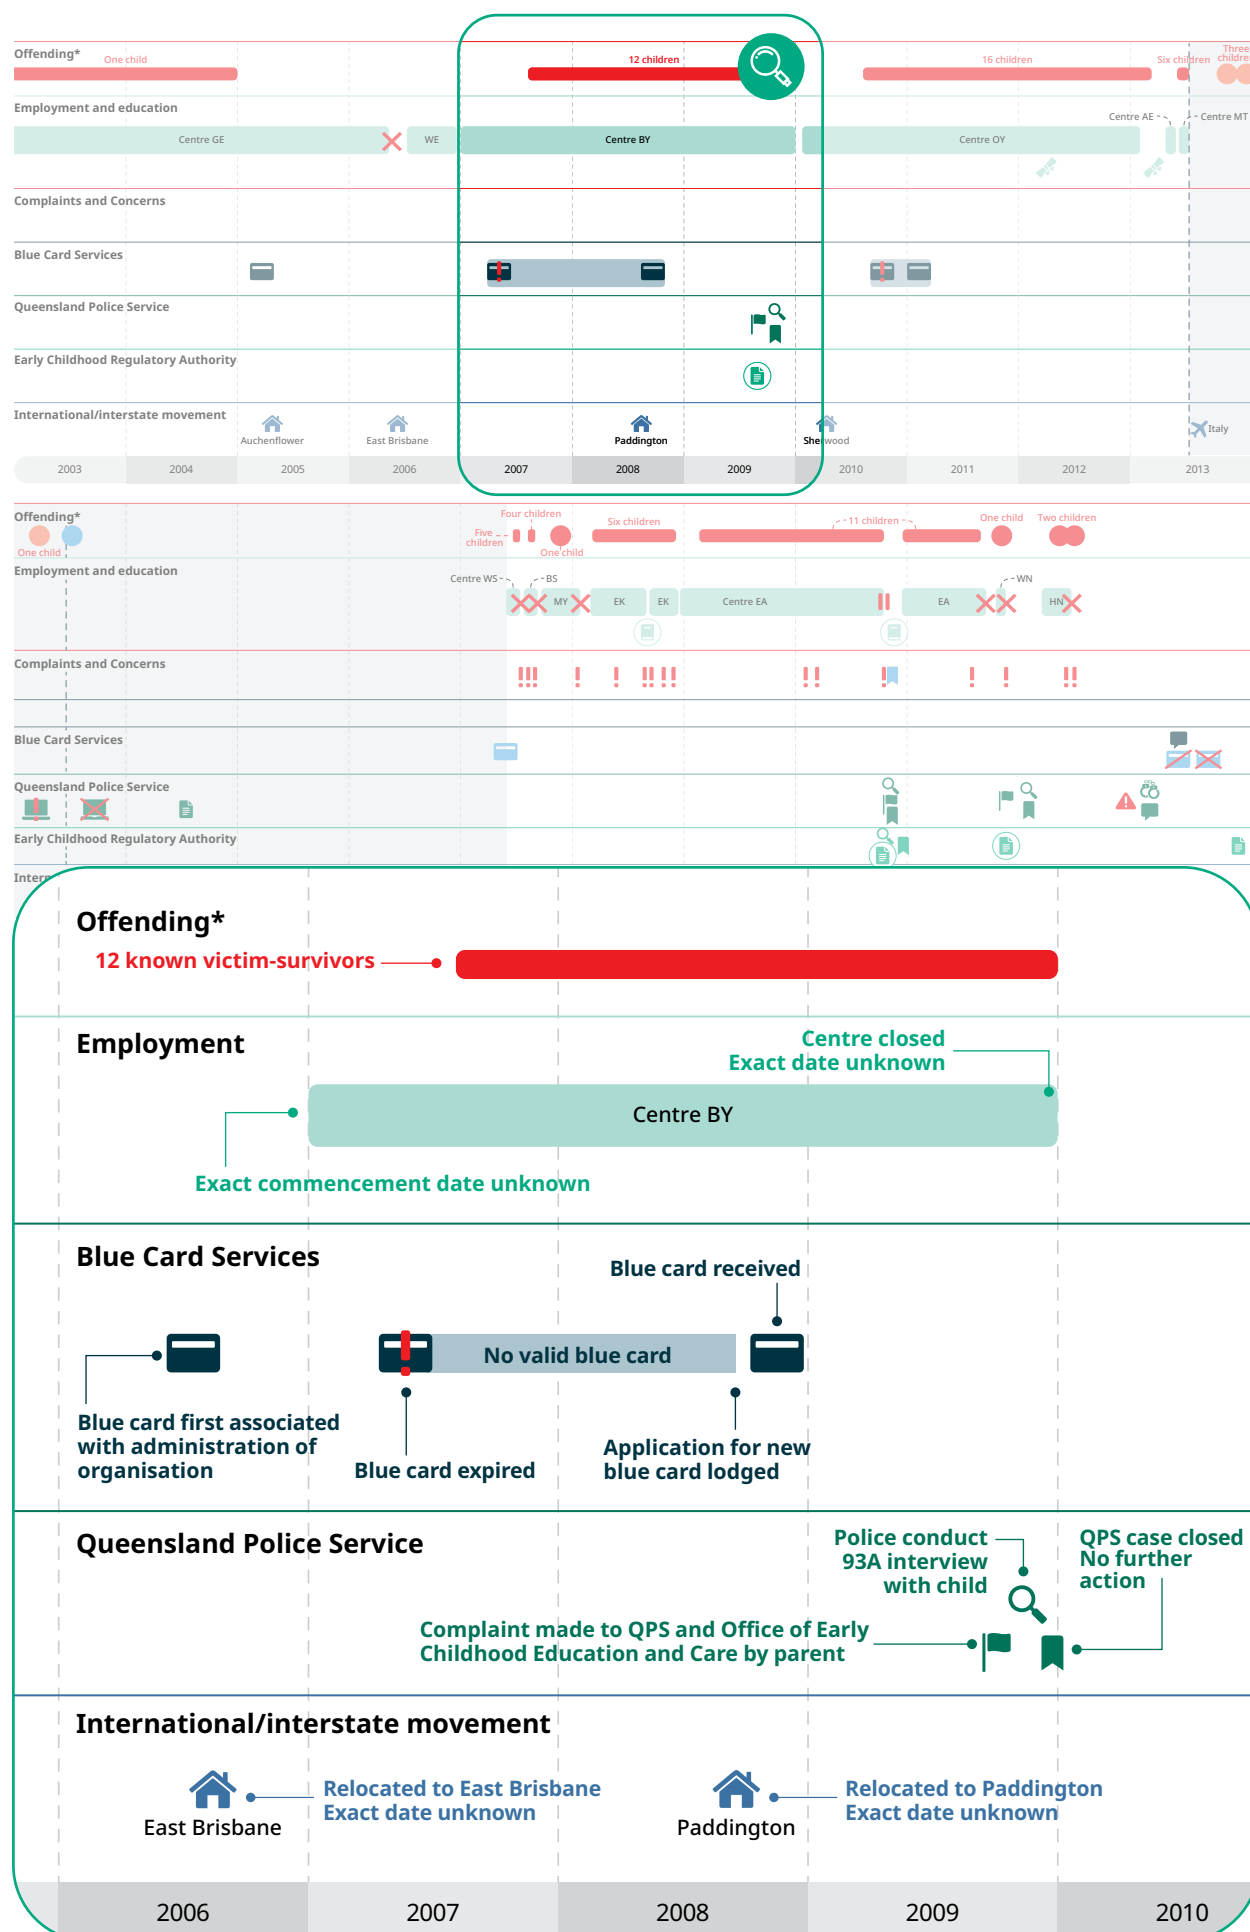 Offending*
One child
12 children
16 children
Six children
Three
children
Employment and education
Centre GE
WE
Centre BY
Centre OY
Centre AE
Centre MT
Complaints and Concerns
Blue Card Services
Queensland Police Service
Early Childhood Regulatory Authority
International/interstate movement
Auchenflower
East Brisbane
Paddington
Sherwood
Italy
2003
2004
2005
2006
2007
2008
2009
2010
2011
2012
2013
Offending*
One child
Five
children
Four children
One child
Six children
11 children
One child
Two children
Employment and education
Centre WS
BS
MY
EK
EK
Centre EA
EA
WN
HN
Complaints and Concerns
Blue Card Services
Queensland Police Service
Early Childhood Regulatory Authority
Offending*
12 known victim-survivors
Employment
Centre closed
Exact date unknown
Centre BY
Exact commencement date unknown
Blue Card Services
Blue card received
No valid blue card
Blue card first associated
with administration of
organisation
Blue card expired
Application for new
blue card lodged
Queensland Police Service
Police conduct
93A interview
with child
QPS case closed
No further
action
Complaint made to QPS and Office of Early
Childhood Education and Care by parent
International/interstate movement
East Brisbane
Relocated to East Brisbane
Exact date unknown
Paddington
Relocated to Paddington
Exact date unknown
2006
2007
2008
2009
2010